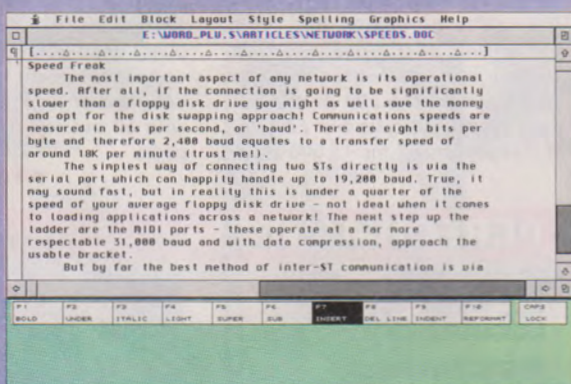 File Edit Block Layout Style Spelling Graphics Help
E:\WORD_PLU.S\ARTICLES\NETWORK\SPEEDS.DOC
Speed Freak
The most important aspect of any network is its operational
speed. After all, if the connection is going to be significantly
slower than a floppy disk drive you might as well save the money
and opt for the disk swapping approach! Communications speeds are
measured in bits per second, or 'baud'. There are eight bits per
byte and therefore 2,400 baud equates to a transfer speed of
around 18K per minute (trust me!).
The simplest way of connecting two STs directly is via the
serial port which can happily handle up to 19,200 baud. True, it
may sound fast, but in reality this is under a quarter of the
speed of your average floppy disk drive - not ideal when it comes
to loading applications across a network! The next step up the
ladder are the MIDI ports - these operate at a far more
respectable 31,000 baud and with data compression, approach the
usable bracket.
But by far the best method of inter-ST communication is via
F1 F2 F3 F4 F5 F6 F7 F8 F9 F10 CAPS
BOLD UNDER ITALIC LIGHT SUPER SUB INSERT DEL LINE INDENT REFORMAT LOCK